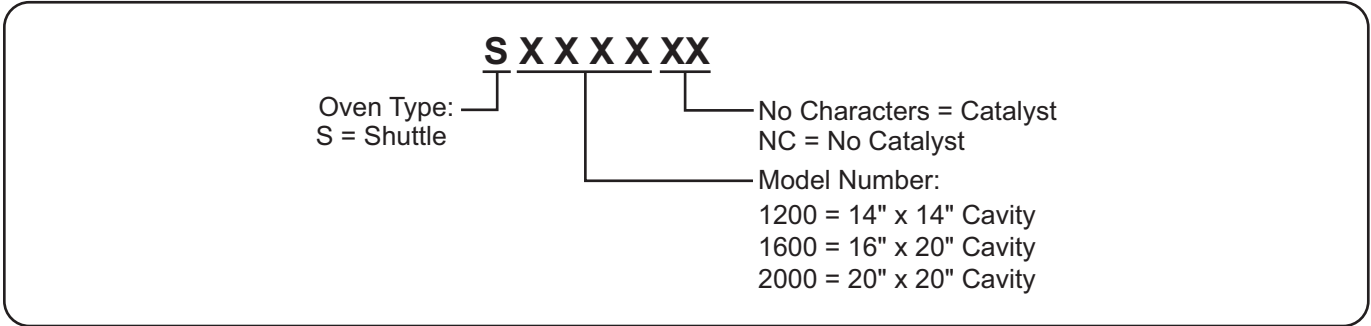 S X X X X XX
Oven Type:
S = Shuttle
No Characters = Catalyst
NC = No Catalyst
Model Number:
1200 = 14" x 14" Cavity
1600 = 16" x 20" Cavity
2000 = 20" x 20" Cavity